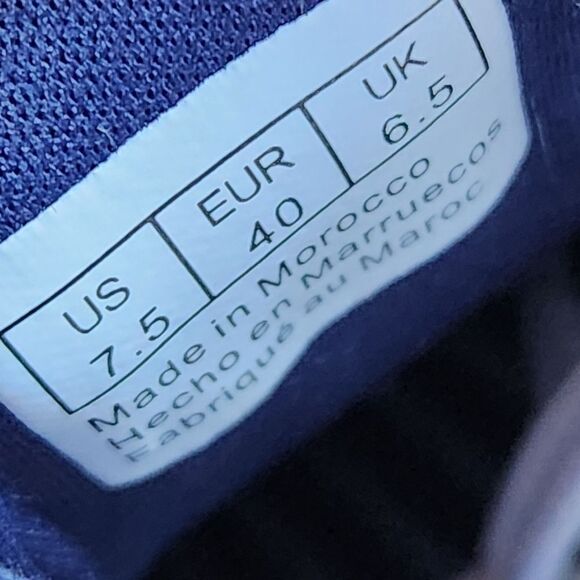 US EUR UK
7.5 40 6.5
Made in Morocco
Hecho en Marruecos
Fabriqué au Maroc